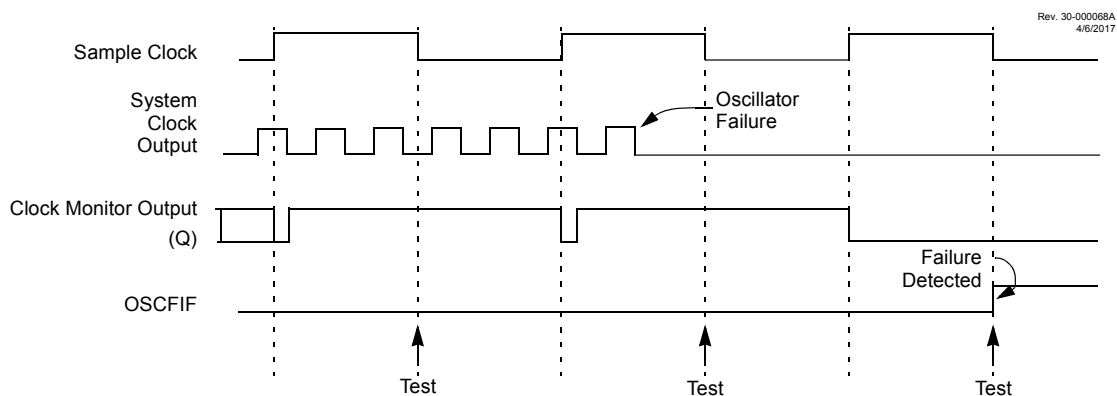 Rev. 30-000068A
4/6/2017
Sample Clock
System
Clock
Output
Oscillator
Failure
Clock Monitor Output
(Q)
Failure
Detected
OSCFIF
Test
Test
Test